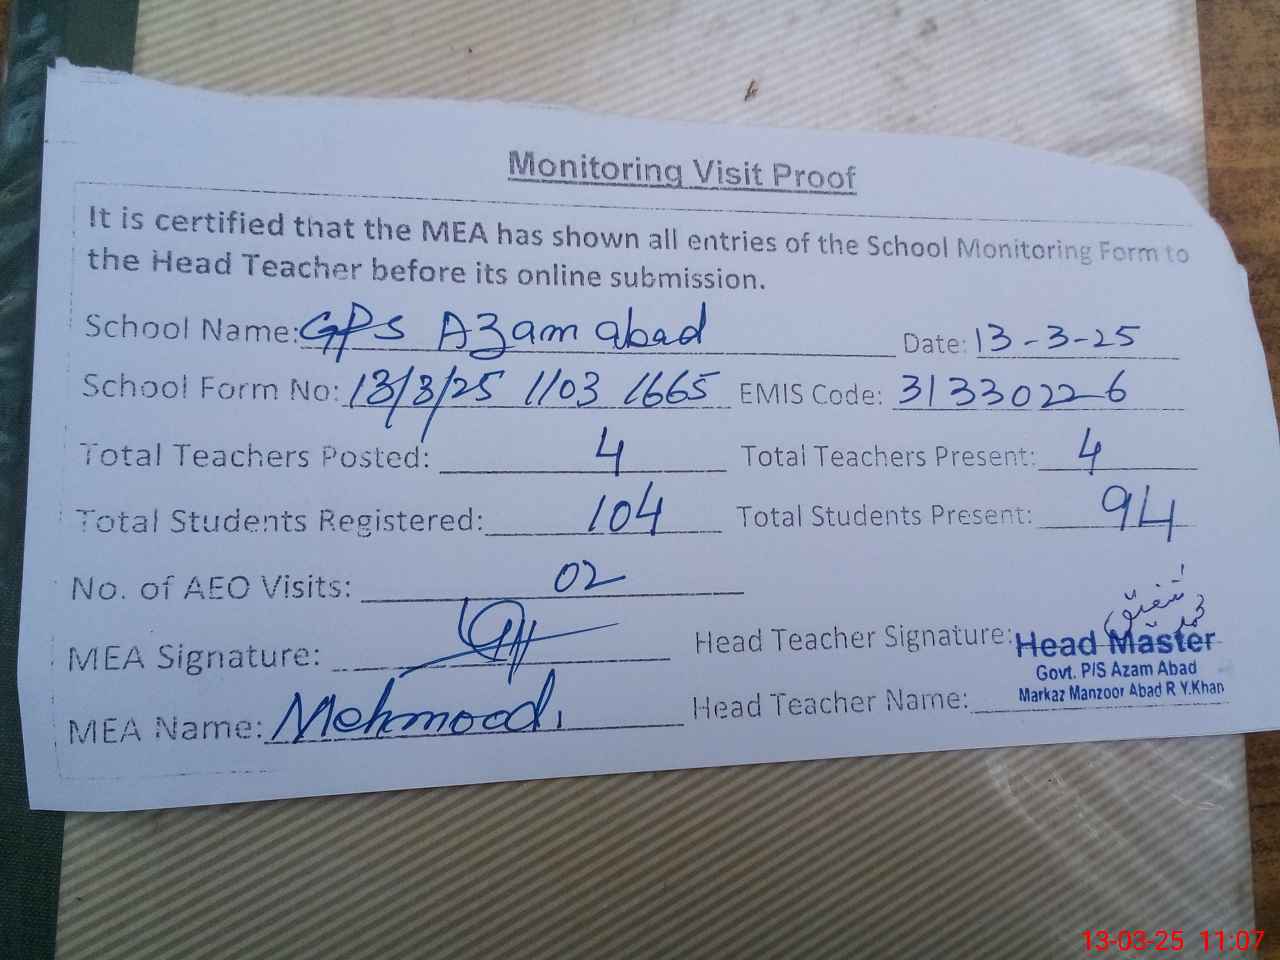 Monitoring Visit Proof
It is certified that the MEA has shown all entries of the School Monitoring Form to
the Head Teacher before its online submission.
School Name: GPS Azam abad Date: 13-3-25
School Form No: 13/3/25 1103 1665 EMIS Code: 31330226
Total Teachers Posted: 4 Total Teachers Present: 4
Total Students Registered: 104 Total Students Present: 94
No. of AEO Visits: 02
MEA Signature: Head Teacher Signature: محمد شفیق
Head Master
Govt. P/S Azam Abad
Markaz Manzoor Abad R.Y.Khan
MEA Name: Mehmood Head Teacher Name:
13-03-25 11:07